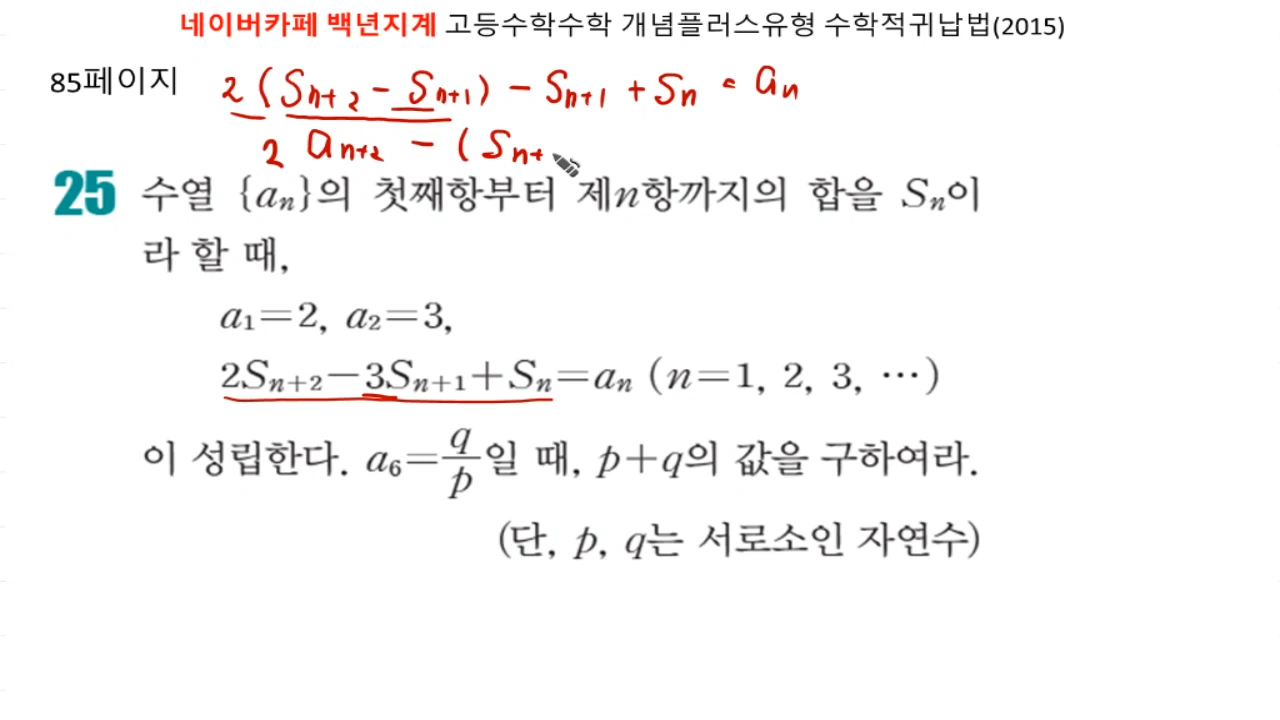 네이버카페 백년지계 고등수학수학 개념플러스유형 수학적귀납법(2015)
85페이지
2(Sn+2 - Sn+1) - Sn+1 + Sn = an
2 an+2 - (Sn+
25 수열 {an}의 첫째항부터 제n항까지의 합을 Sn이
라 할 때,
a1=2, a2=3,
2Sn+2-3Sn+1+Sn=an (n=1, 2, 3, ⋯)
이 성립한다. a6=q/p일 때, p+q의 값을 구하여라.
(단, p, q는 서로소인 자연수)